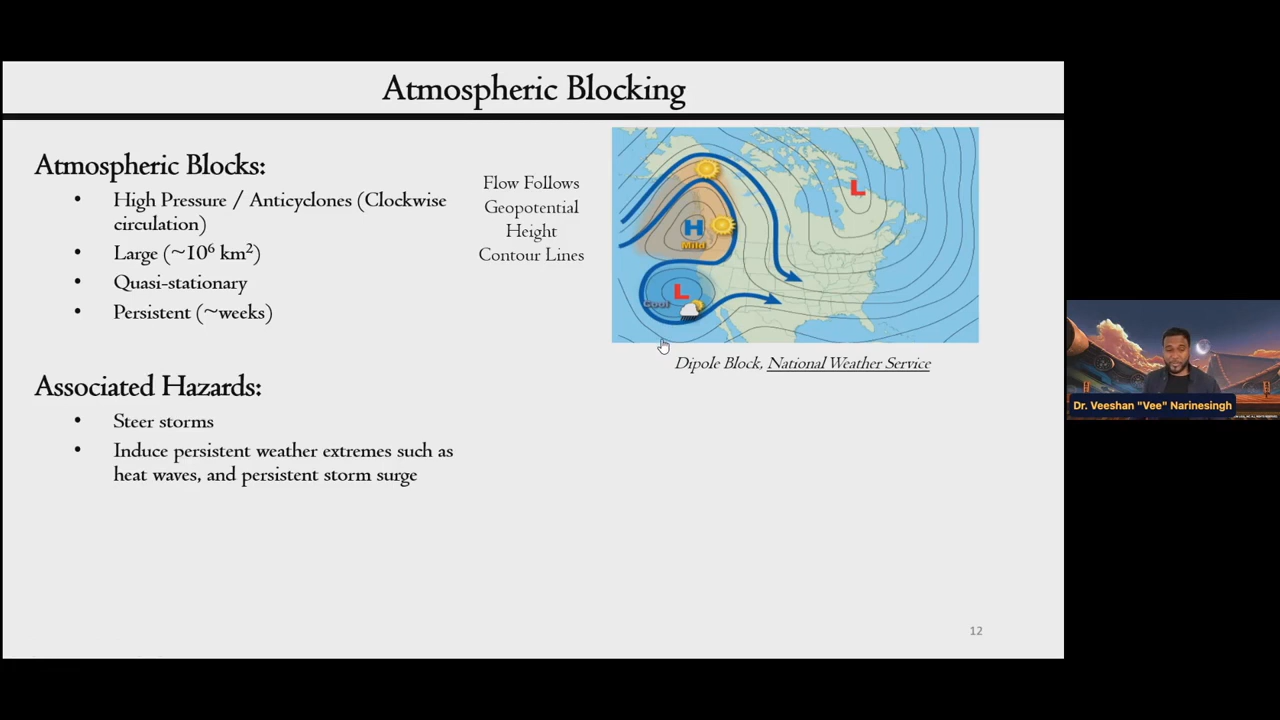 Atmospheric Blocking
Atmospheric Blocks:
• High Pressure / Anticyclones (Clockwise
circulation)
• Large (~10⁶ km²)
• Quasi-stationary
• Persistent (~weeks)
Associated Hazards:
• Steer storms
• Induce persistent weather extremes such as
heat waves, and persistent storm surge
Flow Follows
Geopotential
Height
Contour Lines
L
H
Mild
L
Cool
Dipole Block, National Weather Service
12
Dr. Veeshan "Vee" Narinesingh